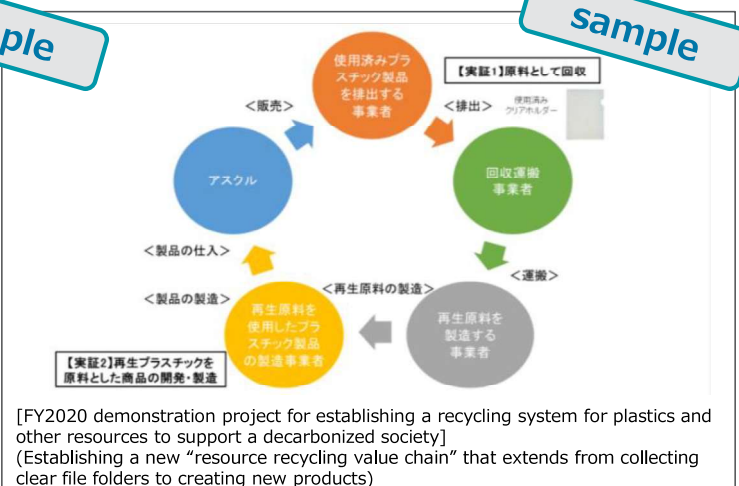 ple
sample
使用済みプラ
スチック製品
を排出する
事業者
【実証1】原料として回収
<販売>
<排出>
使用済み
クリアホルダー
アスクル
回収運搬
事業者
<製品の仕入>
<運搬>
<製品の製造>
<再生原料の製造>
再生原料を
使用したプラ
スチック製品
の製造事業者
再生原料を
製造する
事業者
【実証2】再生プラスチックを
原料とした商品の開発・製造
[FY2020 demonstration project for establishing a recycling system for plastics and
other resources to support a decarbonized society]
(Establishing a new “resource recycling value chain” that extends from collecting
clear file folders to creating new products)